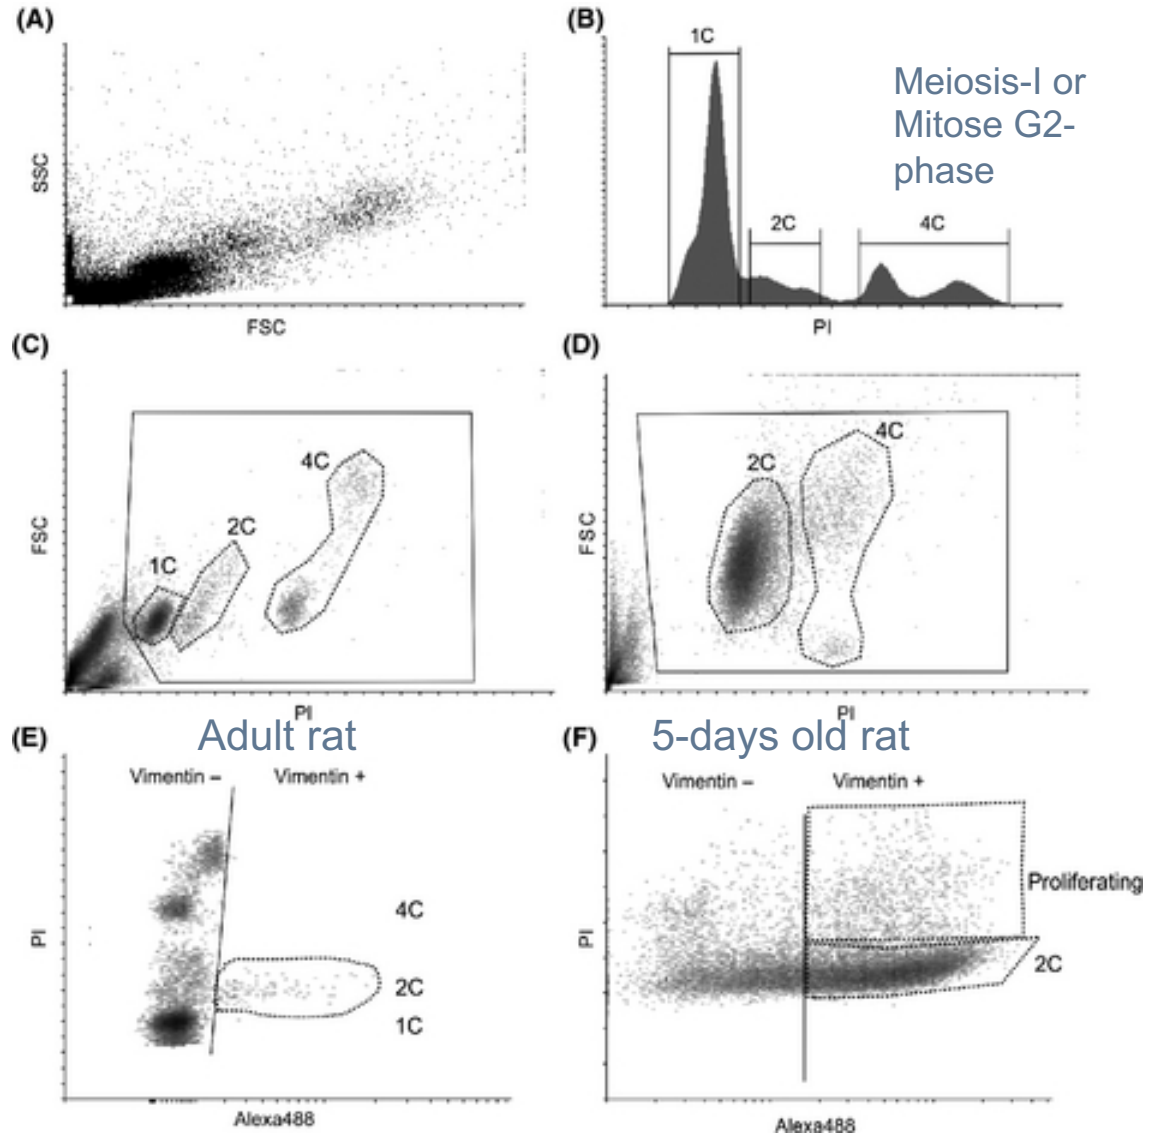 (A)
SSC
FSC
(B)
1C
2C
4C
Meiosis-I or
Mitose G2-
phase
PI
(C)
FSC
1C
2C
4C
PI
(D)
FSC
2C
4C
PI
Adult rat
5-days old rat
(E)
Vimentin – Vimentin +
PI
4C
2C
1C
Alexa488
(F)
Vimentin – Vimentin +
PI
Proliferating
2C
Alexa488